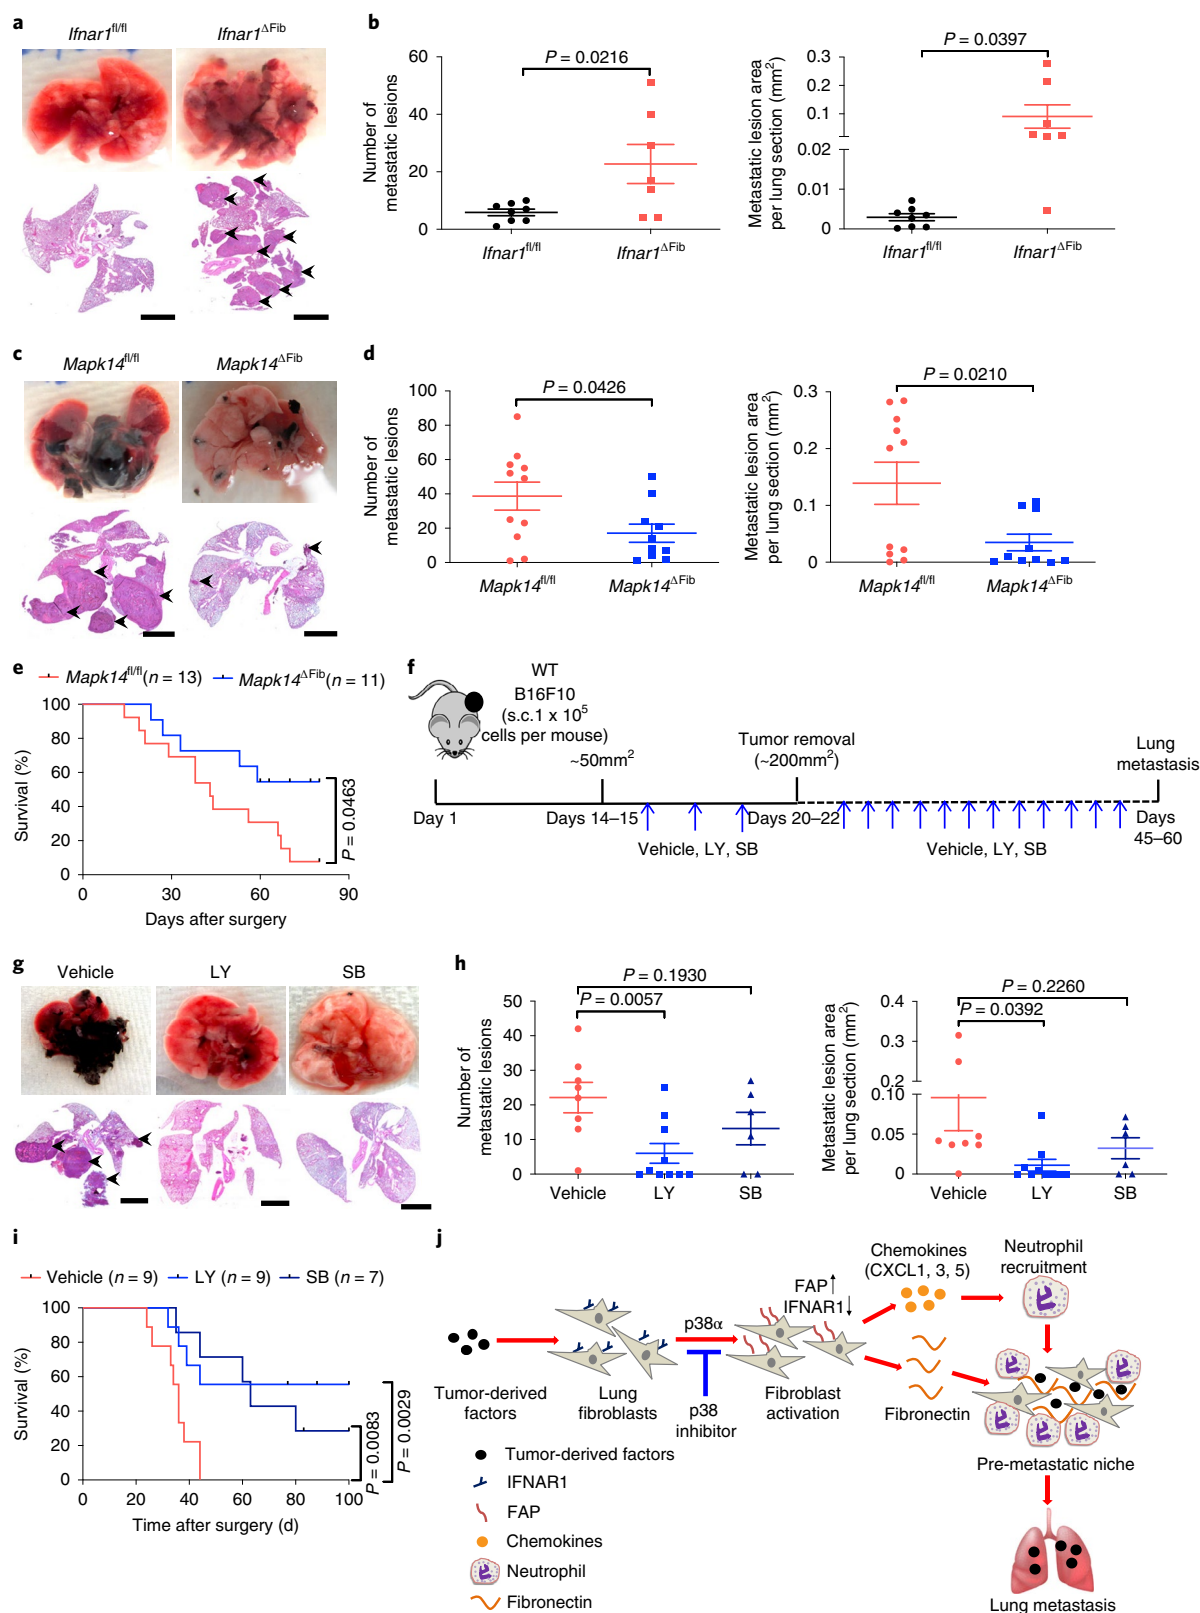 a
Ifnar1fl/fl
Ifnar1ΔFib
b
P = 0.0216
Number of
metastatic lesions
60
40
20
0
Ifnar1fl/fl
Ifnar1ΔFib
P = 0.0397
Metastatic lesion area
per lung section (mm²)
0.3
0.1
0.02
0.01
0
Ifnar1fl/fl
Ifnar1ΔFib
c
Mapk14fl/fl
Mapk14ΔFib
d
P = 0.0426
Number of
metastatic lesions
100
80
60
40
20
0
Mapk14fl/fl
Mapk14ΔFib
P = 0.0210
Metastatic lesion area
per lung section (mm²)
0.3
0.2
0.1
0
Mapk14fl/fl
Mapk14ΔFib
e
Mapk14fl/fl (n = 13)
Mapk14ΔFib (n = 11)
Survival (%)
100
80
60
40
20
0
0 30 60 90
Days after surgery
P = 0.0463
f
WT
B16F10
(s.c.1 x 10⁵
cells per mouse)
~50mm²
Tumor removal
(~200mm²)
Lung
metastasis
Day 1
Days 14–15
Days 20–22
Days
45–60
Vehicle, LY, SB
Vehicle, LY, SB
g
Vehicle
LY
SB
h
P = 0.1930
P = 0.0057
Number of
metastatic lesions
50
40
30
20
10
0
Vehicle
LY
SB
P = 0.2260
P = 0.0392
Metastatic lesion area
per lung section (mm²)
0.4
0.3
0.2
0.10
0.05
0
Vehicle
LY
SB
i
Vehicle (n = 9)
LY (n = 9)
SB (n = 7)
Survival (%)
100
80
60
40
20
0
0 20 40 60 80 100
Time after surgery (d)
P = 0.0083
P = 0.0029
j
Chemokines
(CXCL1, 3, 5)
Neutrophil
recruitment
FAP↑
IFNAR1↓
p38α
Tumor-derived
factors
Lung
fibroblasts
p38
inhibitor
Fibroblast
activation
Fibronectin
Pre-metastatic niche
Tumor-derived factors
IFNAR1
FAP
Chemokines
Neutrophil
Fibronectin
Lung metastasis